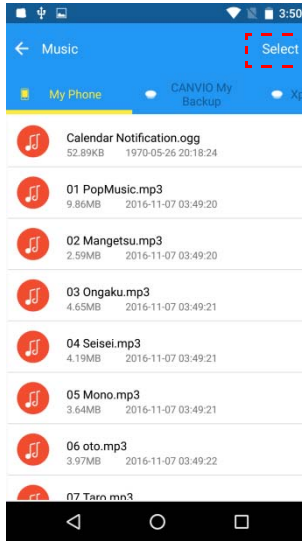 3:50
Music
Select
My Phone
CANVIO My
Backup
Xp
Calendar Notification.ogg
52.89KB 1970-05-26 20:18:24
01 PopMusic.mp3
9.86MB 2016-11-07 03:49:20
02 Mangetsu.mp3
2.59MB 2016-11-07 03:49:20
03 Ongaku.mp3
4.65MB 2016-11-07 03:49:21
04 Seisei.mp3
4.19MB 2016-11-07 03:49:21
05 Mono.mp3
3.64MB 2016-11-07 03:49:21
06 oto.mp3
3.97MB 2016-11-07 03:49:22
07 Taro.mp3